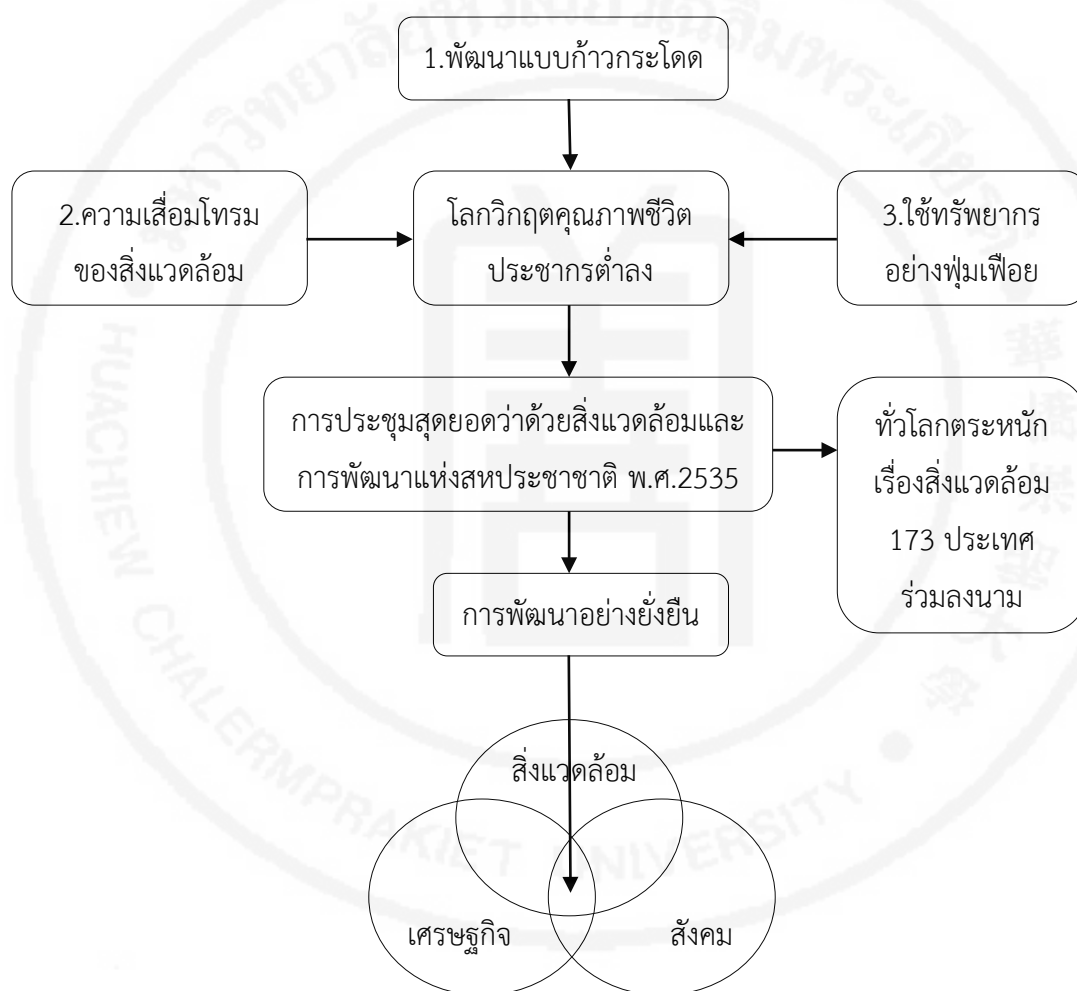 1.พัฒนาแบบก้าวกระโดด
2.ความเสื่อมโทรม
ของสิ่งแวดล้อม
โลกวิกฤตคุณภาพชีวิต
ประชากรต่ำลง
3.ใช้ทรัพยากร
อย่างฟุ่มเฟือย
การประชุมสุดยอดว่าด้วยสิ่งแวดล้อมและ
การพัฒนาแห่งสหประชาชาติ พ.ศ.2535
ทั่วโลกตระหนัก
เรื่องสิ่งแวดล้อม
173 ประเทศ
ร่วมลงนาม
การพัฒนาอย่างยั่งยืน
สิ่งแวดล้อม
เศรษฐกิจ
สังคม
HUACHIEW CHALERMPRAKIET UNIVERSITY